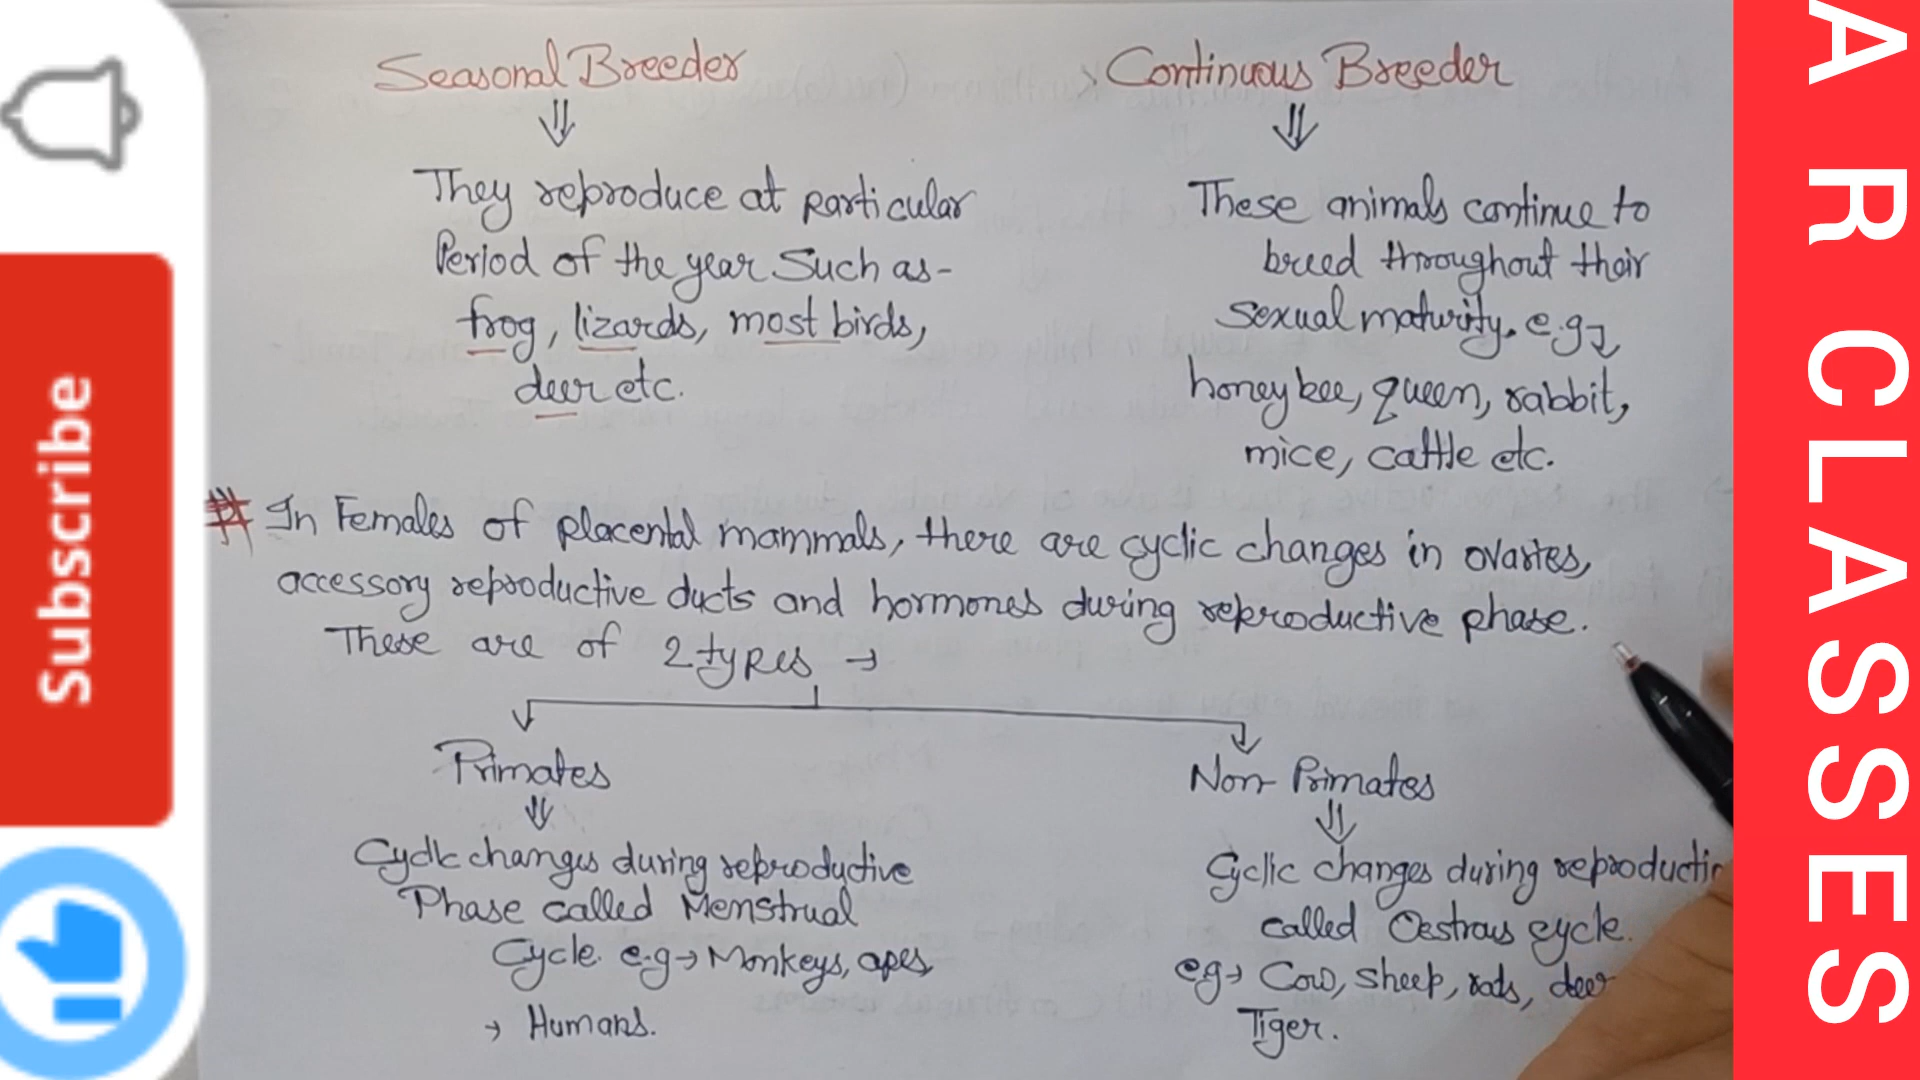 Seasonal Breeder
They reproduce at particular
Period of the year Such as-
frog, lizards, most birds,
deer etc.
Continuous Breeder
These animals continue to
breed throughout their
sexual maturity. e.g→
honey bee, queen, rabbit,
mice, cattle etc.
# In Females of placental mammals, there are cyclic changes in ovaries,
accessory reproductive ducts and hormones during reproductive phase.
These are of 2 types →
Primates
Cyclic changes during reproductive
Phase called Menstrual
Cycle. e.g→ Monkeys, apes
→ Humans.
Non-Primates
Cyclic changes during
called Oestrous cycle.
e.g→ Cow, sheep, rats, deer
Tiger.
Subscribe
A R CLASSES